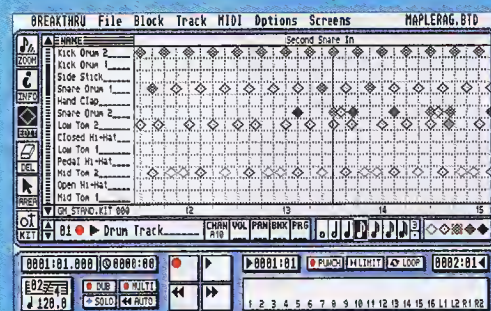 BREAKTHRU File Block Track MIDI Options Screens MAPLERAG.BTD
NAME Second Snare In
ZOOM
INFO
EDIT
DEL
AREA
KIT
Kick Drum 2
Kick Drum 1
Side Stick
Snare Drum 1
Hand Clap
Snare Drum 2
Low Tom 2
Closed Hi-Hat
Low Tom 1
Pedal Hi-Hat
Mid Tom 2
Open Hi-Hat
Mid Tom 1
GM_STAND.KIT 000 12 13 14 15
01 Drum Track CHAN A10 VOL PAN BNK PRG
0001:01.000 00:00:00 0001:01 PUNCH LIMIT LOOP 0002:01
DUB MULTI
120.0 SOLO AUTO
1 2 3 4 5 6 7 8 9 10 11 12 13 14 15 16 L1 L2 R1 R2